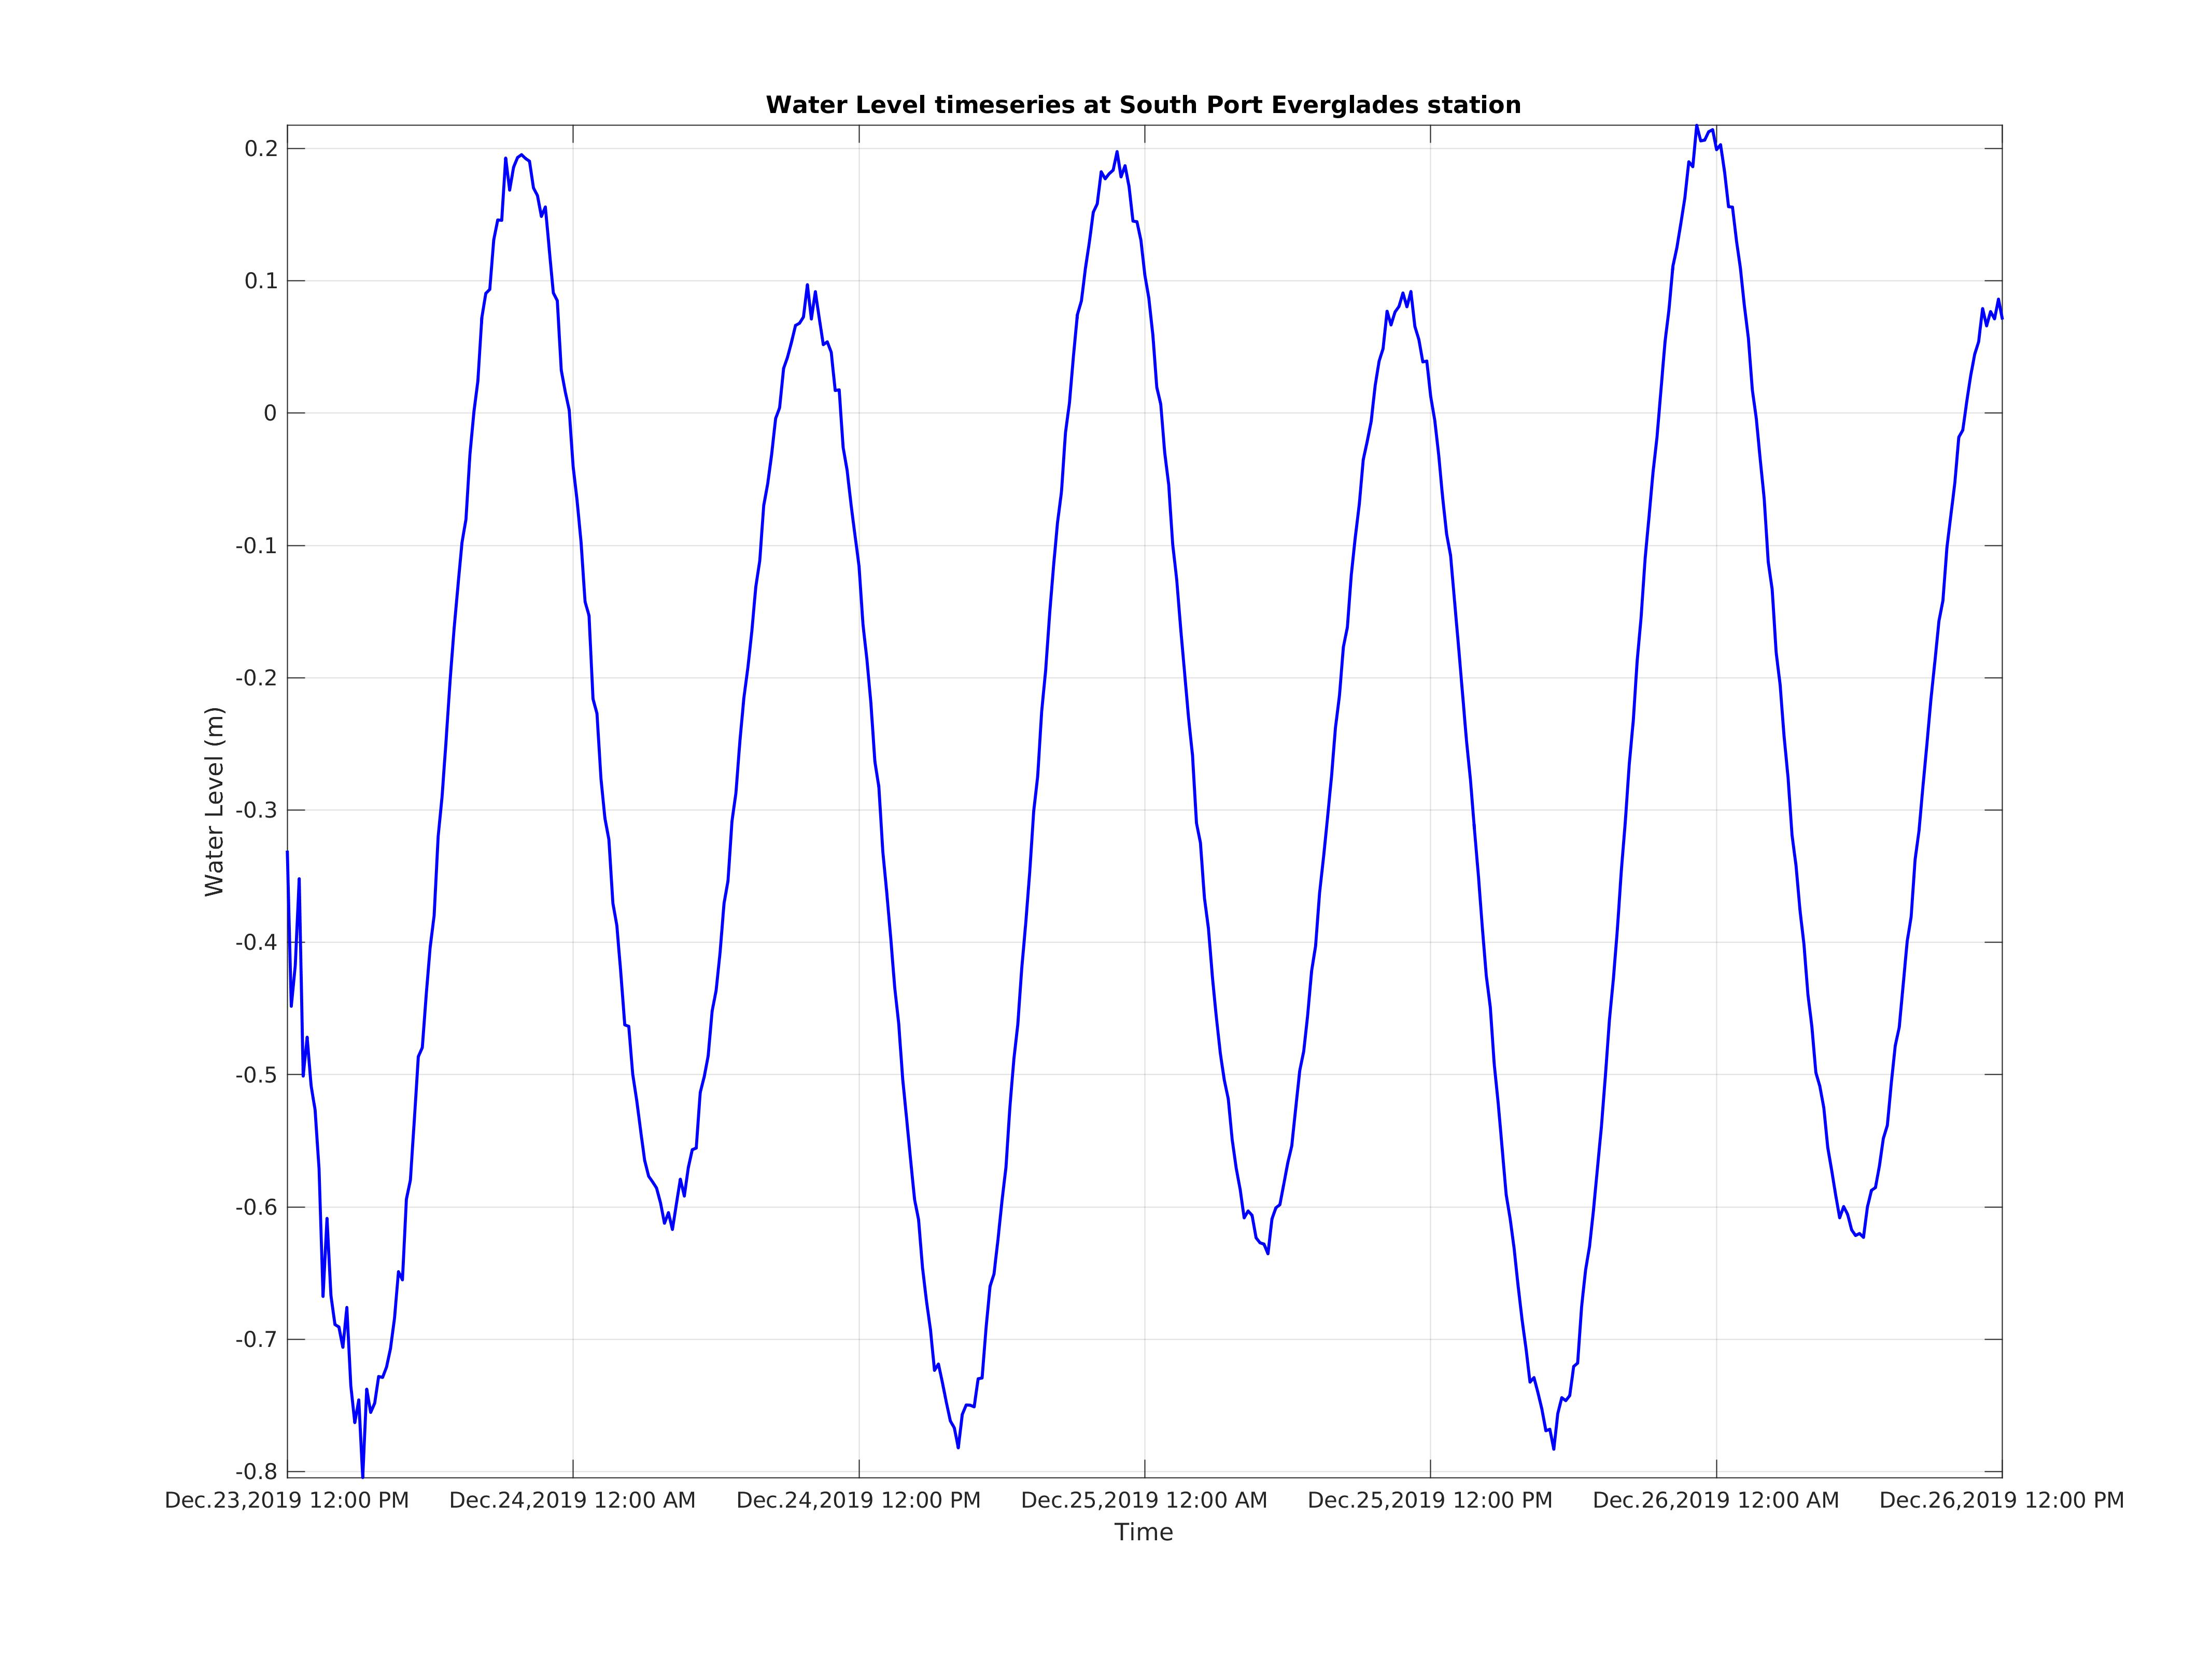 Water Level timeseries at South Port Everglades station
0.2
0.1
0
-0.1
-0.2
-0.3
-0.4
-0.5
-0.6
-0.7
-0.8
Water Level (m)
Dec.23,2019 12:00 PM Dec.24,2019 12:00 AM Dec.24,2019 12:00 PM Dec.25,2019 12:00 AM Dec.25,2019 12:00 PM Dec.26,2019 12:00 AM Dec.26,2019 12:00 PM
Time